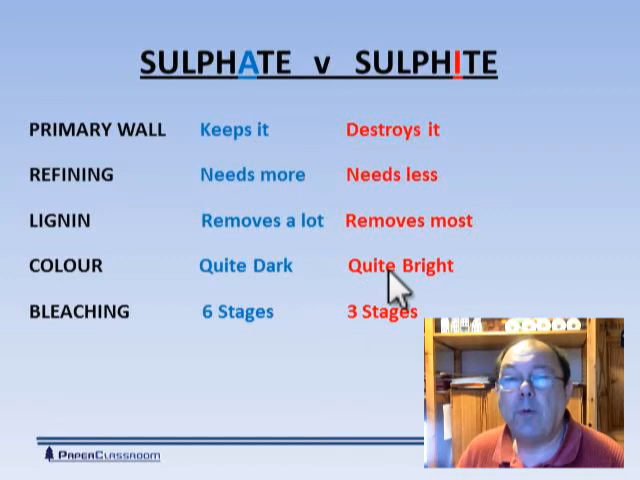 SULPHATE v SULPHITE
PRIMARY WALL Keeps it Destroys it
REFINING Needs more Needs less
LIGNIN Removes a lot Removes most
COLOUR Quite Dark Quite Bright
BLEACHING 6 Stages 3 Stages
PAPERCLASSROOM